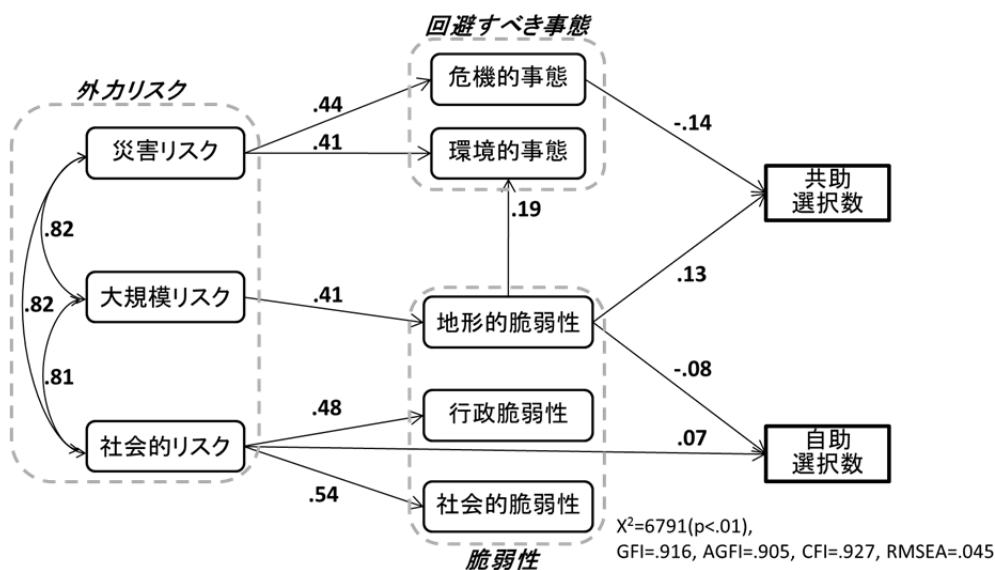 回避すべき事態
外力リスク
危機的事態
.44
-.14
災害リスク
.41
環境的事態
共助
選択数
.19
.82
.13
大規模リスク
.41
地形的脆弱性
.82
.81
-.08
.48
行政脆弱性
.07
社会的リスク
自助
選択数
.54
社会的脆弱性
脆弱性
X²=6791(p<.01),
GFI=.916, AGFI=.905, CFI=.927, RMSEA=.045